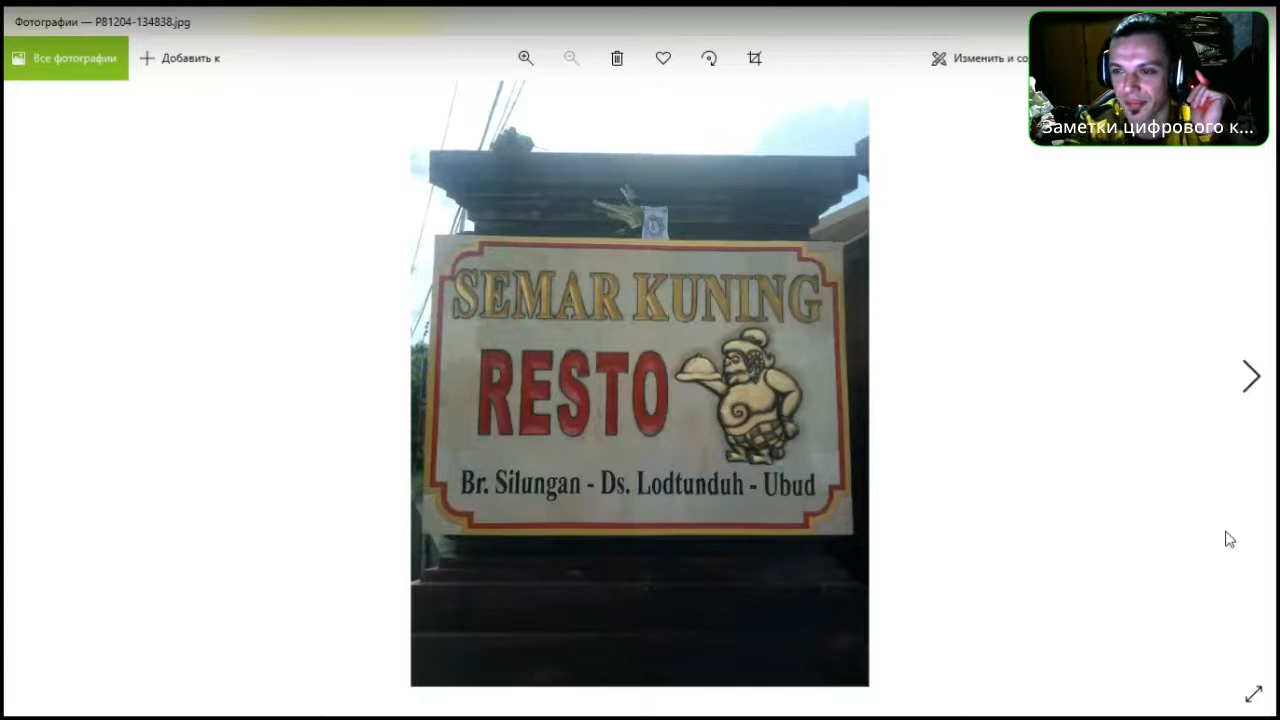 Фотографии — P81204-134838.jpg
Все фотографии
Добавить к
Изменить и со
Заметки цифрового к...
SEMAR KUNING
RESTO
Br. Silungan - Ds. Lodtunduh - Ubud